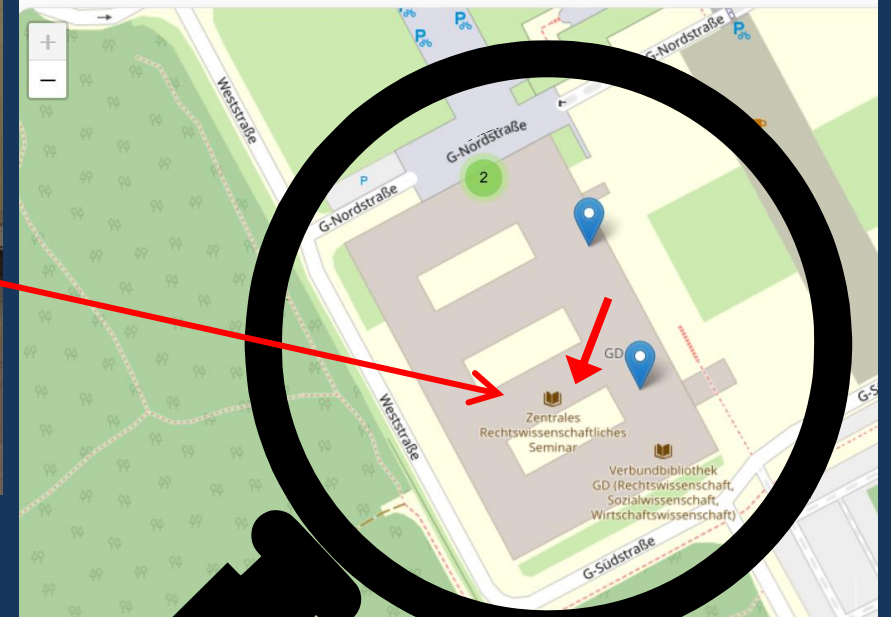 +
−
P
P
P
G-Nordstraße
Weststraße
G-Nordstraße
2
P
G-Nordstraße
GD
Zentrales
Rechtswissenschaftliches
Seminar
Weststraße
Verbundbibliothek
GD (Rechtswissenschaft,
Sozialwissenschaft,
Wirtschaftswissenschaft)
G-S
G-Südstraße